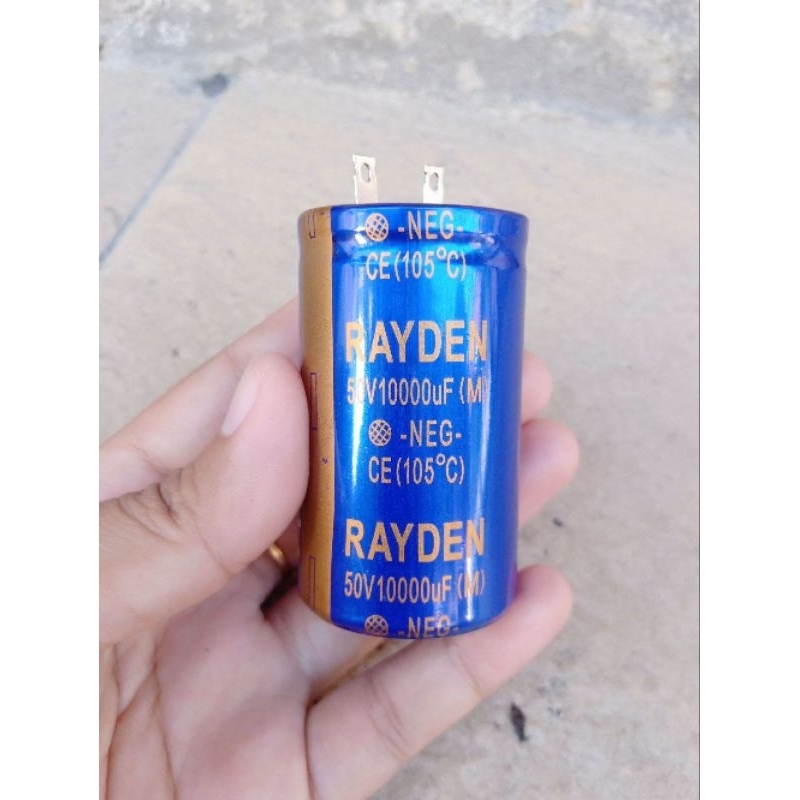 -NEG-
CE (105°C)
RAYDEN
50V10000uF (M)
-NEG-
CE (105°C)
RAYDEN
50V10000uF (M)
-NEG-